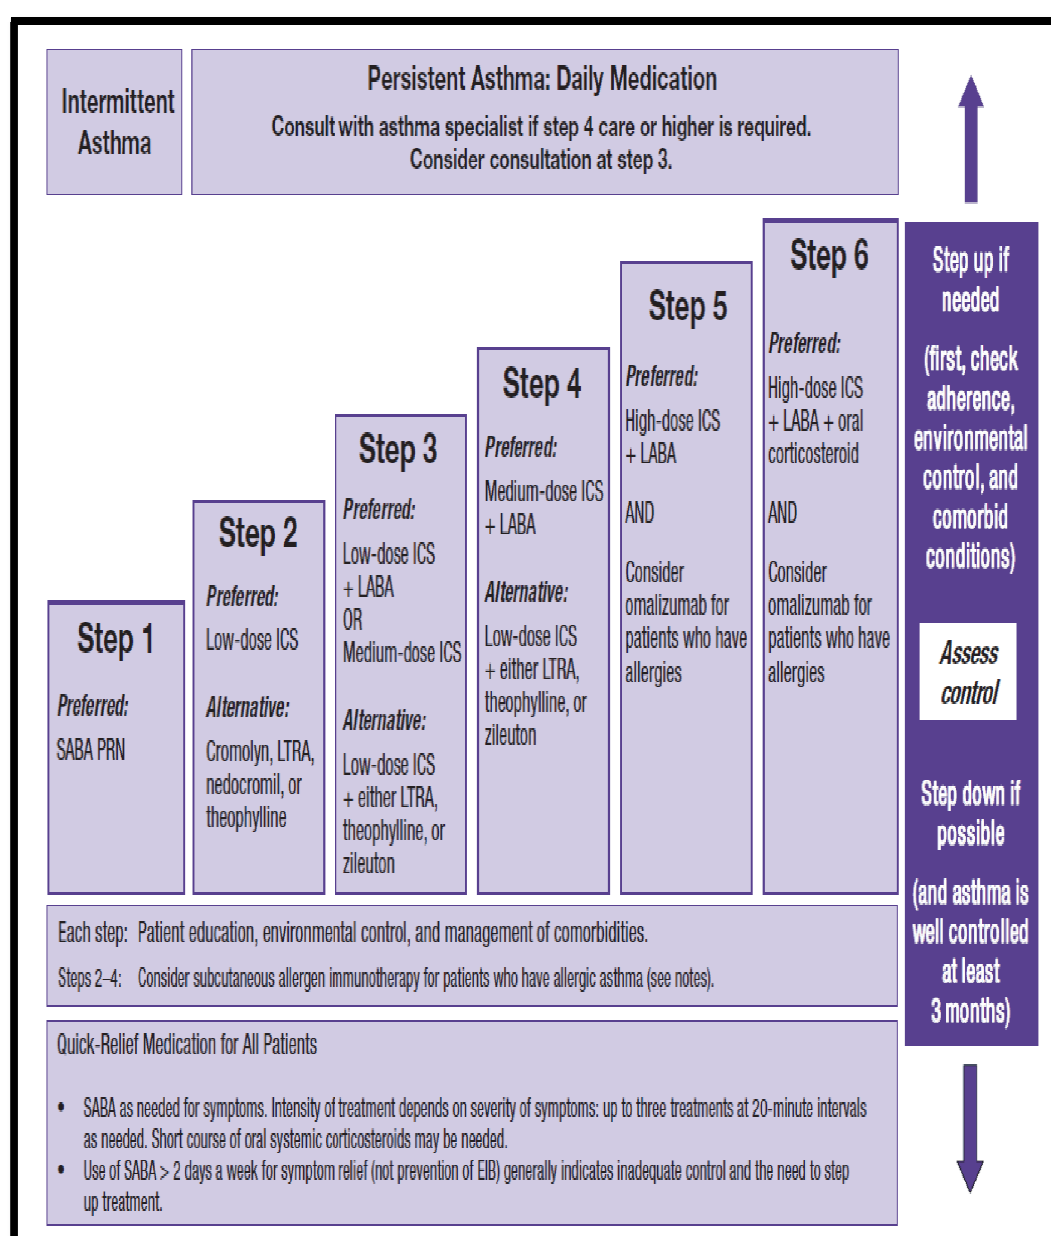 Intermittent
Asthma
Persistent Asthma: Daily Medication
Consult with asthma specialist if step 4 care or higher is required.
Consider consultation at step 3.
Step 1
Preferred:
SABA PRN
Step 2
Preferred:
Low-dose ICS
Alternative:
Cromolyn, LTRA,
nedocromil, or
theophylline
Step 3
Preferred:
Low-dose ICS
+ LABA
OR
Medium-dose ICS
Alternative:
Low-dose ICS
+ either LTRA,
theophylline, or
zileuton
Step 4
Preferred:
Medium-dose ICS
+ LABA
Alternative:
Low-dose ICS
+ either LTRA,
theophylline, or
zileuton
Step 5
Preferred:
High-dose ICS
+ LABA
AND
Consider
omalizumab for
patients who have
allergies
Step 6
Preferred:
High-dose ICS
+ LABA + oral
corticosteroid
AND
Consider
omalizumab for
patients who have
allergies
Step up if
needed
(first, check
adherence,
environmental
control, and
comorbid
conditions)
Assess
control
Step down if
possible
(and asthma is
well controlled
at least
3 months)
Each step: Patient education, environmental control, and management of comorbidities.
Steps 2–4: Consider subcutaneous allergen immunotherapy for patients who have allergic asthma (see notes).
Quick-Relief Medication for All Patients
• SABA as needed for symptoms. Intensity of treatment depends on severity of symptoms: up to three treatments at 20-minute intervals
as needed. Short course of oral systemic corticosteroids may be needed.
• Use of SABA > 2 days a week for symptom relief (not prevention of EIB) generally indicates inadequate control and the need to step
up treatment.